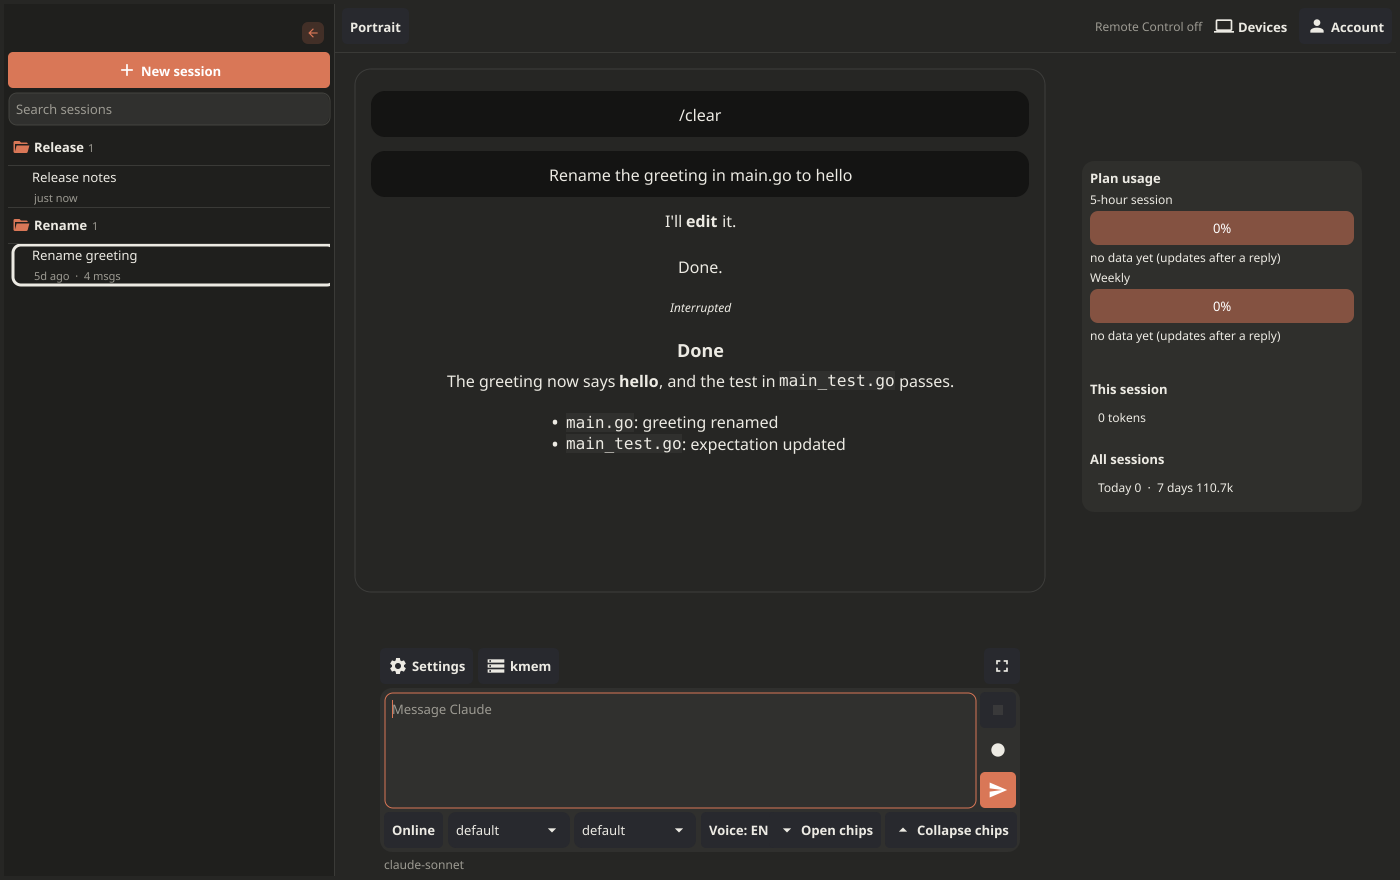 Portrait
Remote Control off
Devices
Account
New session
Search sessions
Release 1
Release notes
just now
Rename 1
Rename greeting
5d ago · 4 msgs
/clear
Rename the greeting in main.go to hello
I'll edit it.
Done.
Interrupted
Done
The greeting now says hello, and the test in main_test.go passes.
• main.go: greeting renamed
• main_test.go: expectation updated
Plan usage
5-hour session
0%
no data yet (updates after a reply)
Weekly
0%
no data yet (updates after a reply)
This session
0 tokens
All sessions
Today 0 · 7 days 110.7k
Settings
kmem
Message Claude
Online
default
default
Voice: EN
Open chips
Collapse chips
claude-sonnet